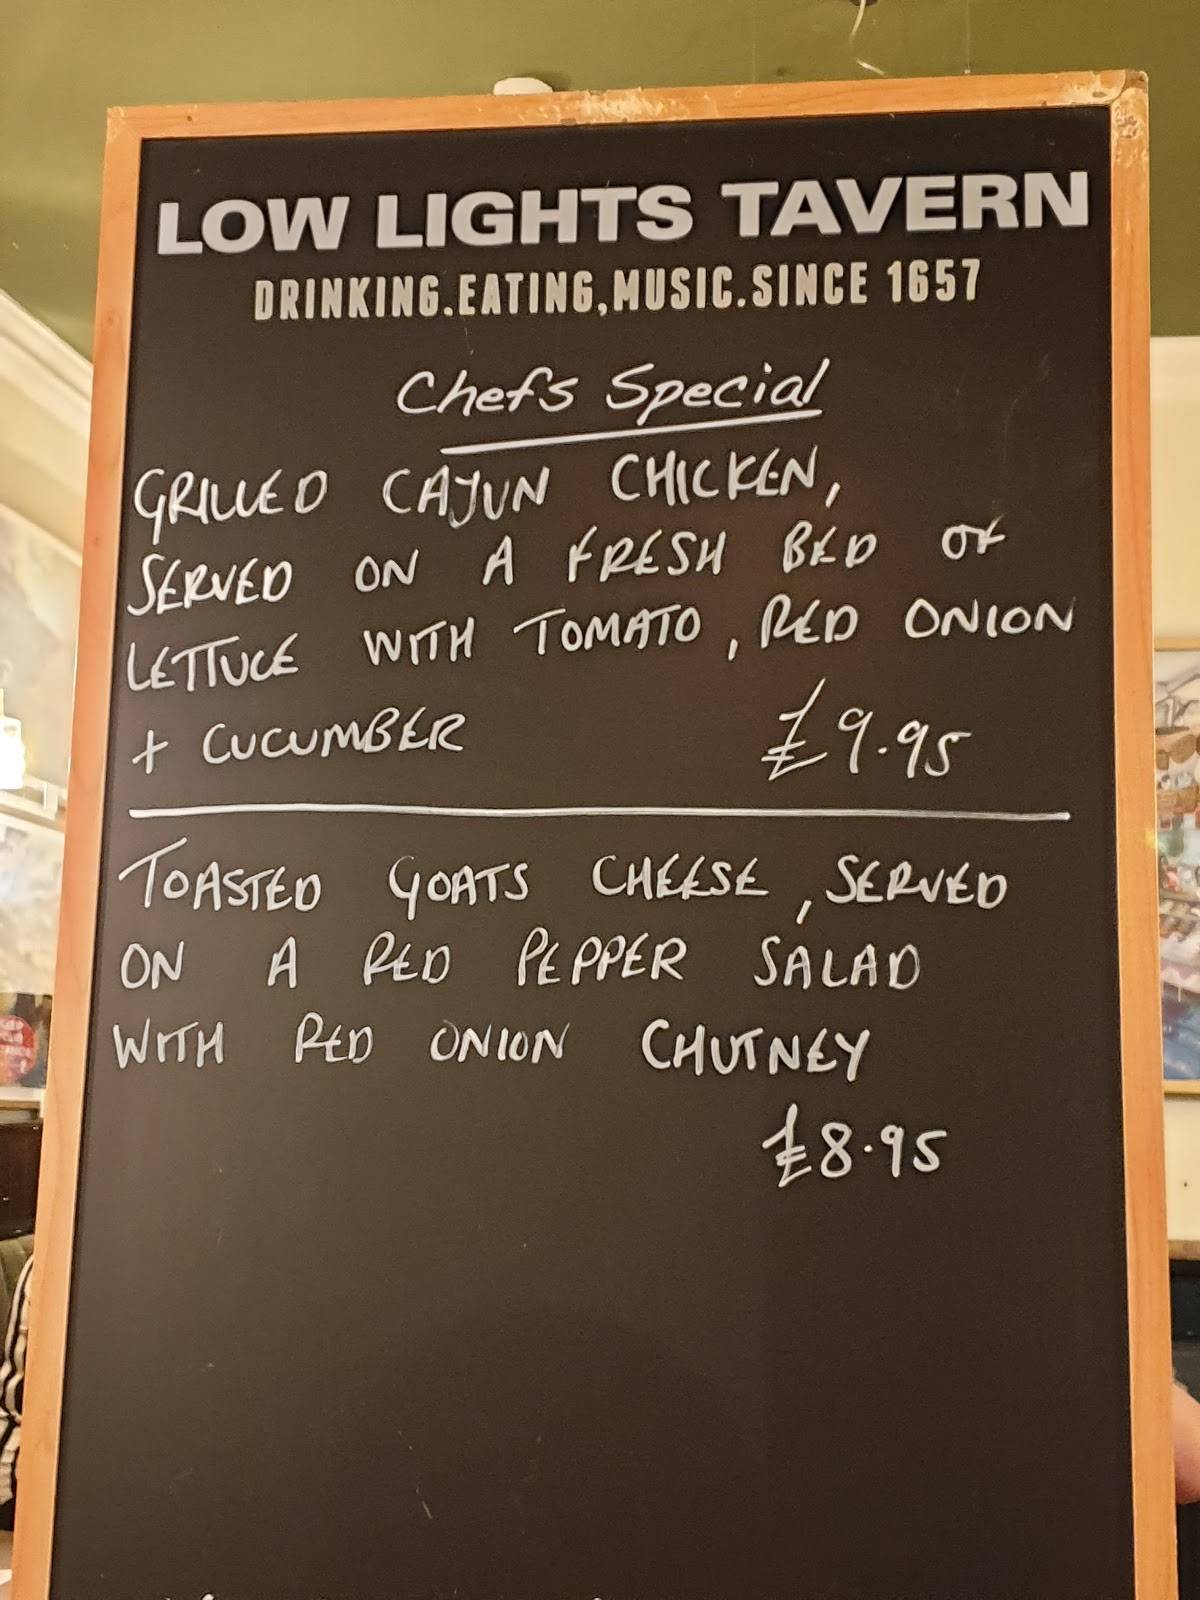 LOW LIGHTS TAVERN
DRINKING.EATING,MUSIC.SINCE 1657
Chefs Special
GRILLED CAJUN CHICKEN,
SERVED ON A FRESH BED OF
LETTUCE WITH TOMATO, RED ONION
+ CUCUMBER £9.95
TOASTED GOATS CHEESE, SERVED
ON A RED PEPPER SALAD
WITH RED ONION CHUTNEY
£8.95